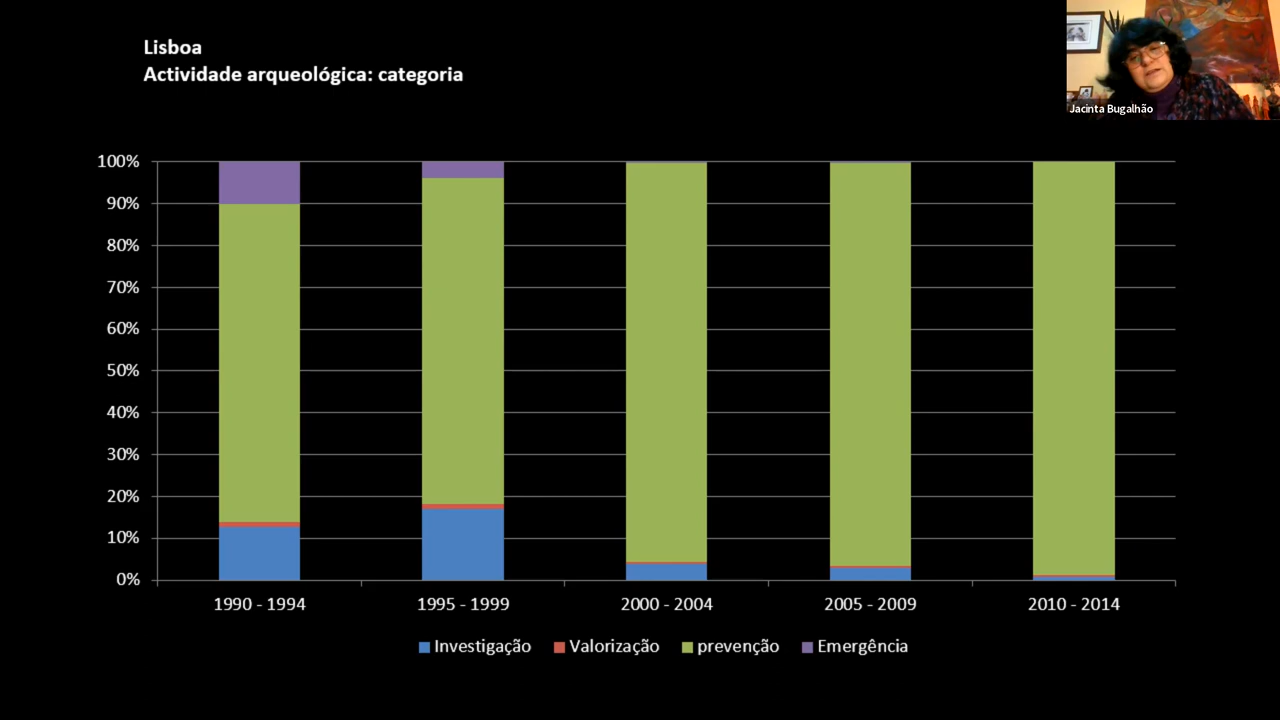 Lisboa
Actividade arqueológica: categoria
Jacinta Bugalhão
100%
90%
80%
70%
60%
50%
40%
30%
20%
10%
0%
1990 - 1994 1995 - 1999 2000 - 2004 2005 - 2009 2010 - 2014
Investigação Valorização prevenção Emergência